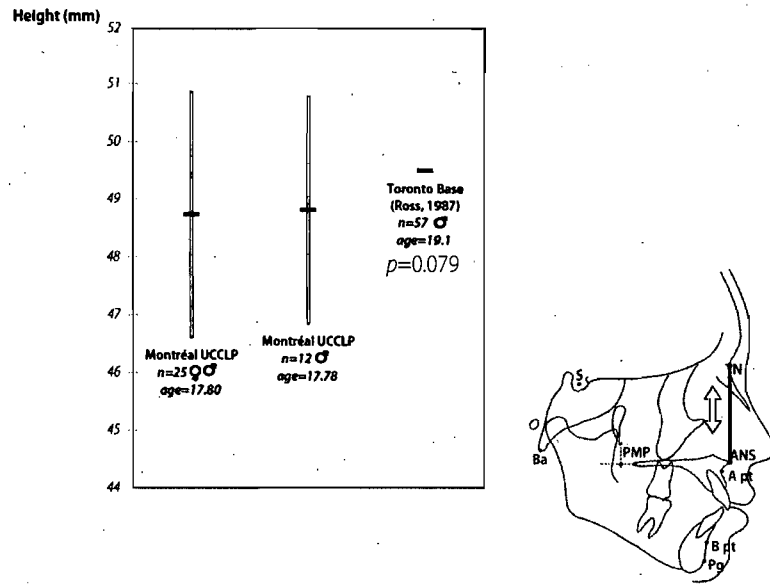 Height (mm)
52
51
50
49
48
47
46
45
44
Montréal UCCLP
n=25 ♀♂
age=17.80
Montréal UCCLP
n=12 ♂
age=17.78
Toronto Base
(Ross, 1987)
n=57 ♂
age=19.1
p=0.079
S
N
Ba
PMP
ANS
A pt
B pt
Pg